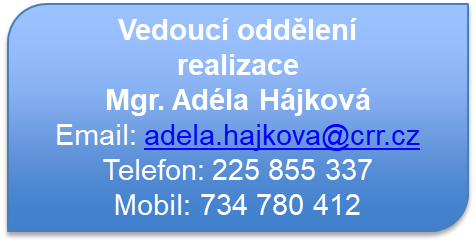 Vedoucí oddělení
realizace
Mgr. Adéla Hájková
Email: adela.hajkova@crr.cz
Telefon: 225 855 337
Mobil: 734 780 412